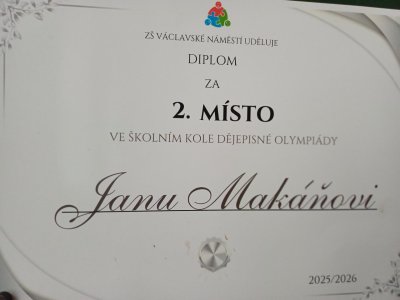 ZŠ VÁCLAVSKÉ NÁMĚSTÍ UDĚLUJE
DIPLOM
ZA
2. MÍSTO
VE ŠKOLNÍM KOLE DĚJEPISNÉ OLYMPIÁDY
Janu Makáňovi
2025/2026